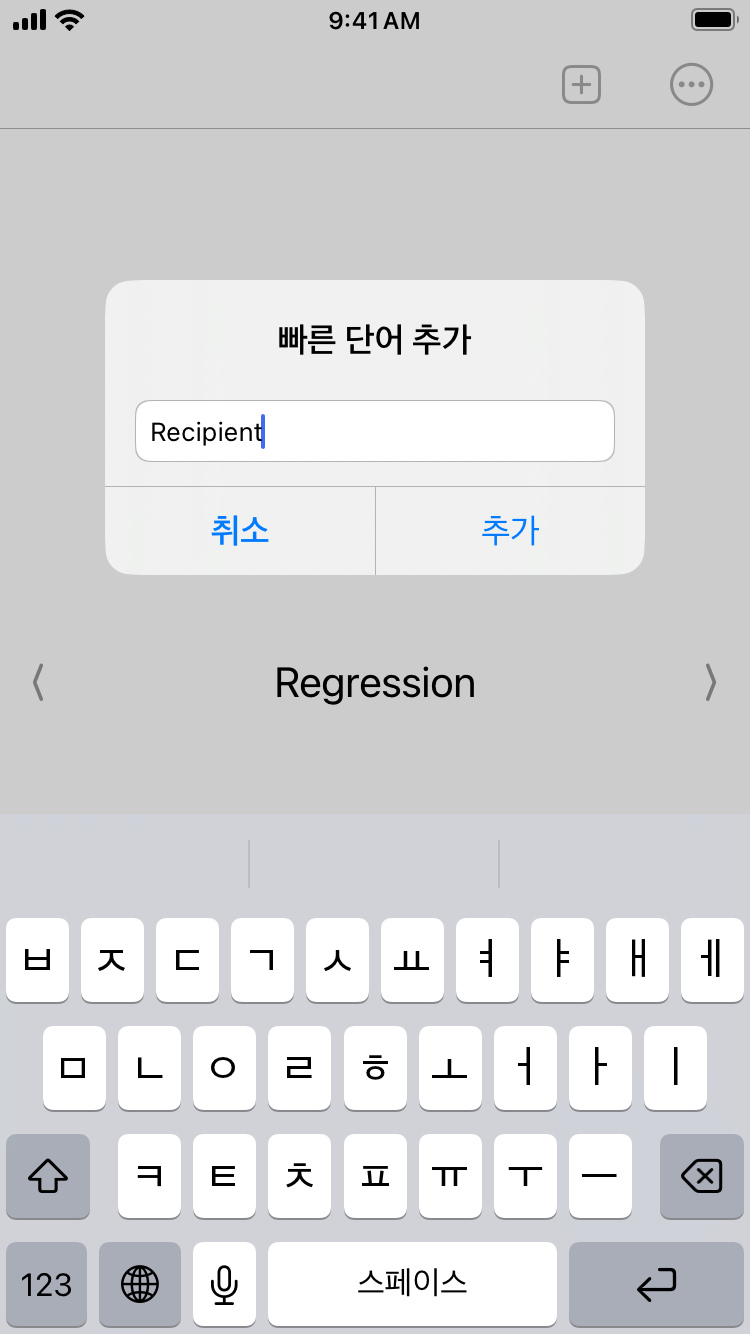 9:41 AM
빠른 단어 추가
Recipient
취소 추가
〈 Regression 〉
ㅂ ㅈ ㄷ ㄱ ㅅ ㅛ ㅕ ㅑ ㅐ ㅔ
ㅁ ㄴ ㅇ ㄹ ㅎ ㅗ ㅓ ㅏ ㅣ
ㅋ ㅌ ㅊ ㅍ ㅠ ㅜ ㅡ
123 스페이스